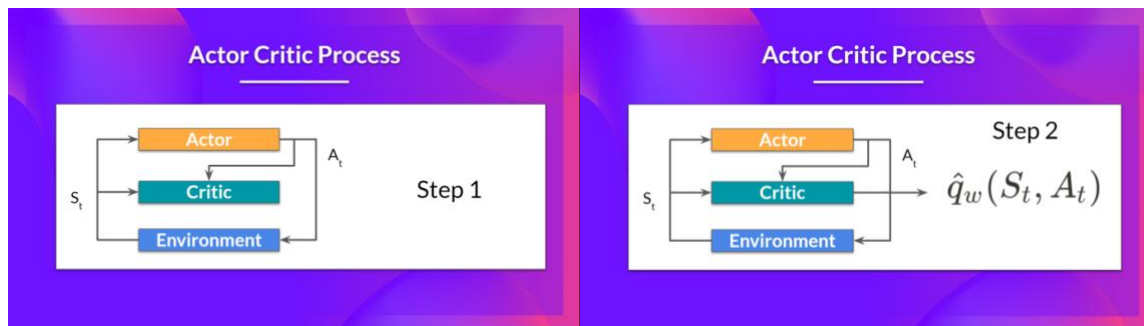 Actor Critic Process
Actor
A_t
Critic
Step 1
S_t
Environment
Actor Critic Process
Step 2
Actor
A_t
Critic
q̂_w(S_t, A_t)
S_t
Environment